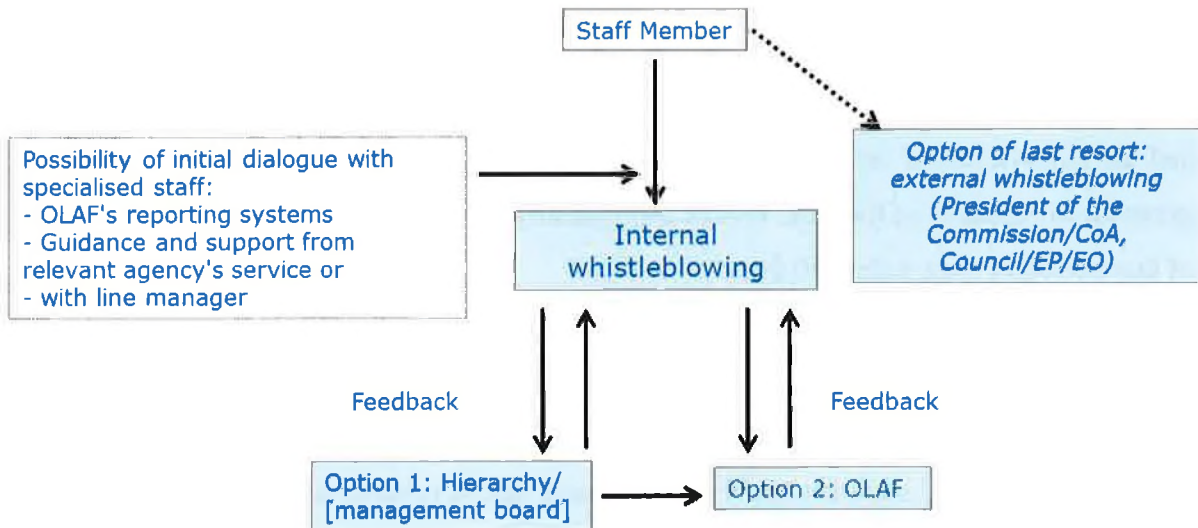 Staff Member
Possibility of initial dialogue with
specialised staff:
- OLAF's reporting systems
- Guidance and support from
relevant agency's service or
- with line manager
Option of last resort:
external whistleblowing
(President of the
Commission/CoA,
Council/EP/EO)
Internal
whistleblowing
Feedback
Feedback
Option 1: Hierarchy/
[management board]
Option 2: OLAF